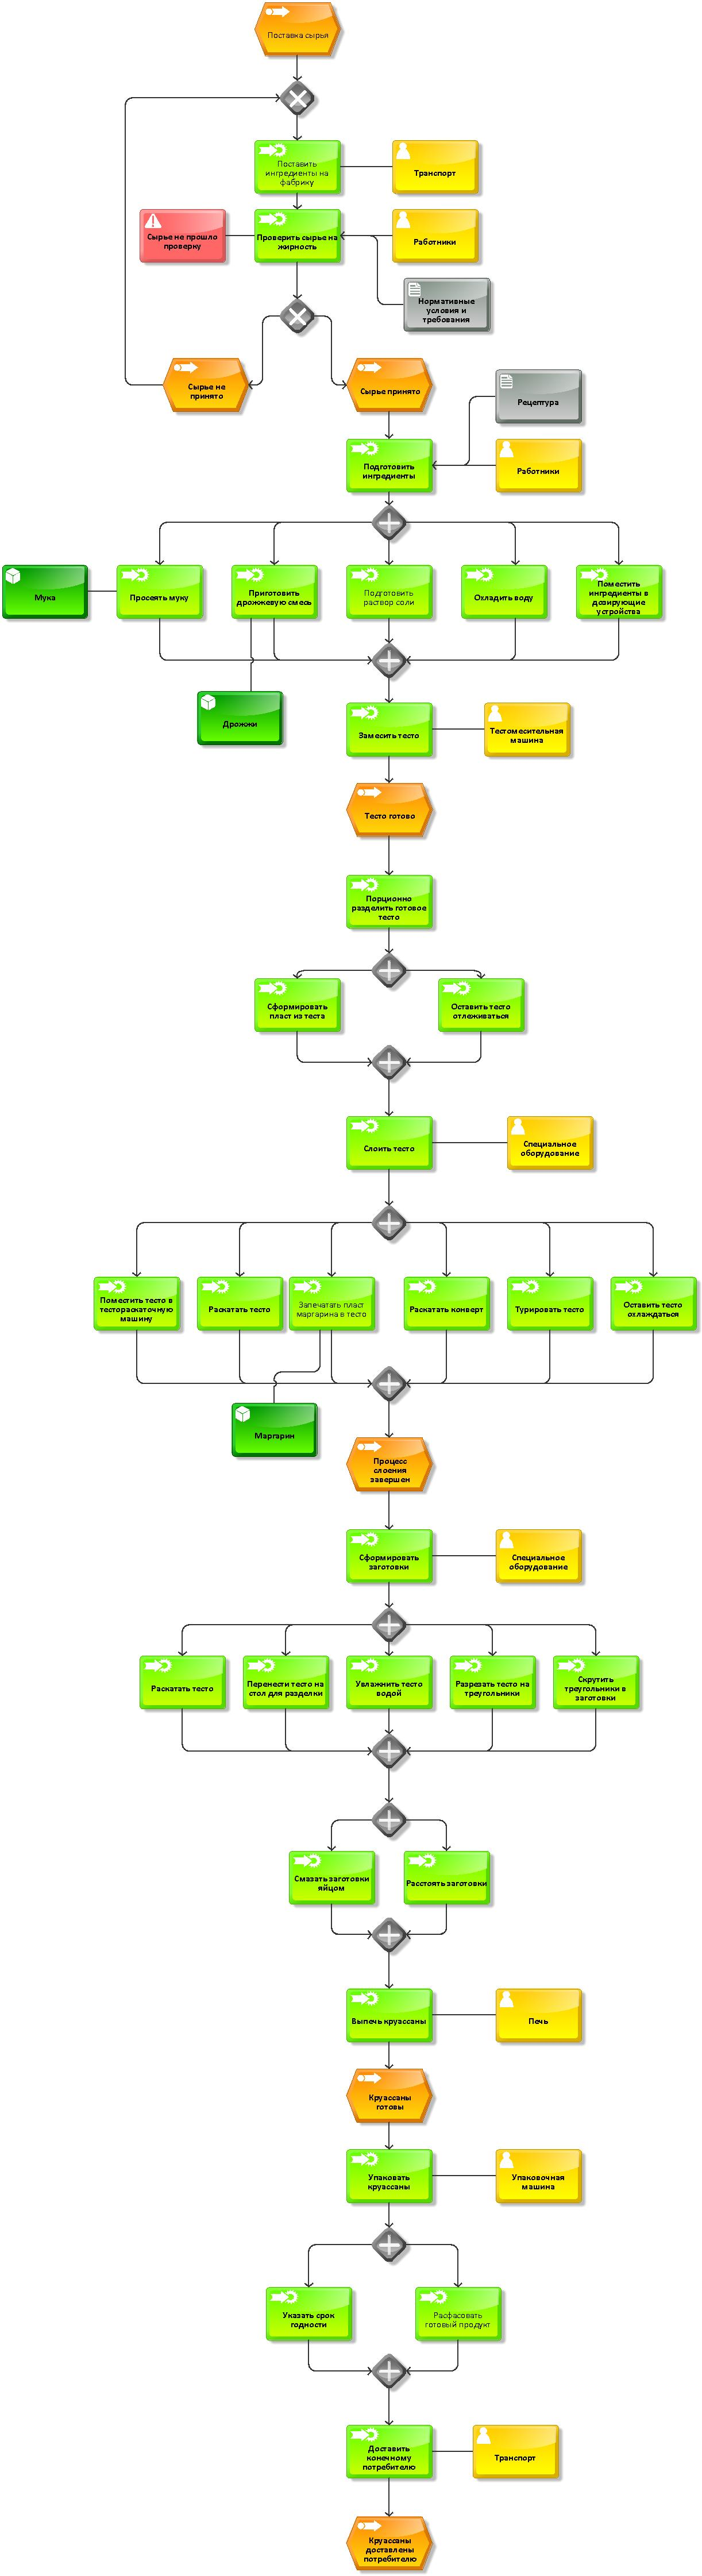 Поставка сырья
Поставить
ингредиенты на
фабрику
Транспорт
Сырье не прошло
проверку
Проверить сырье на
жирность
Работники
Нормативные
условия и
требования
Сырье не
принято
Сырье принято
Рецептура
Подготовить
ингредиенты
Работники
Мука
Просеять муку
Приготовить
дрожжевую смесь
Подготовить
раствор соли
Охладить воду
Поместить
ингредиенты в
дозирующие
устройства
Дрожжи
Замесить тесто
Тестомесительная
машина
Тесто готово
Порционно
разделить готовое
тесто
Сформировать
пласт из теста
Оставить тесто
отлеживаться
Слоить тесто
Специальное
оборудование
Поместить тесто в
тестораскаточную
машину
Раскатать тесто
Запечатать пласт
маргарина в тесто
Раскатать конверт
Турировать тесто
Оставить тесто
охлаждаться
Маргарин
Процесс
слоения
завершен
Сформировать
заготовки
Специальное
оборудование
Раскатать тесто
Перенести тесто на
стол для разделки
Увлажнить тесто
водой
Разрезать тесто на
треугольники
Скрутить
треугольники в
заготовки
Смазать заготовки
яйцом
Расстоять заготовки
Выпечь круассаны
Печь
Круассаны
готовы
Упаковать
круассаны
Упаковочная
машина
Указать срок
годности
Расфасовать
готовый продукт
Доставить
конечному
потребителю
Транспорт
Круассаны
доставлены
потребителю